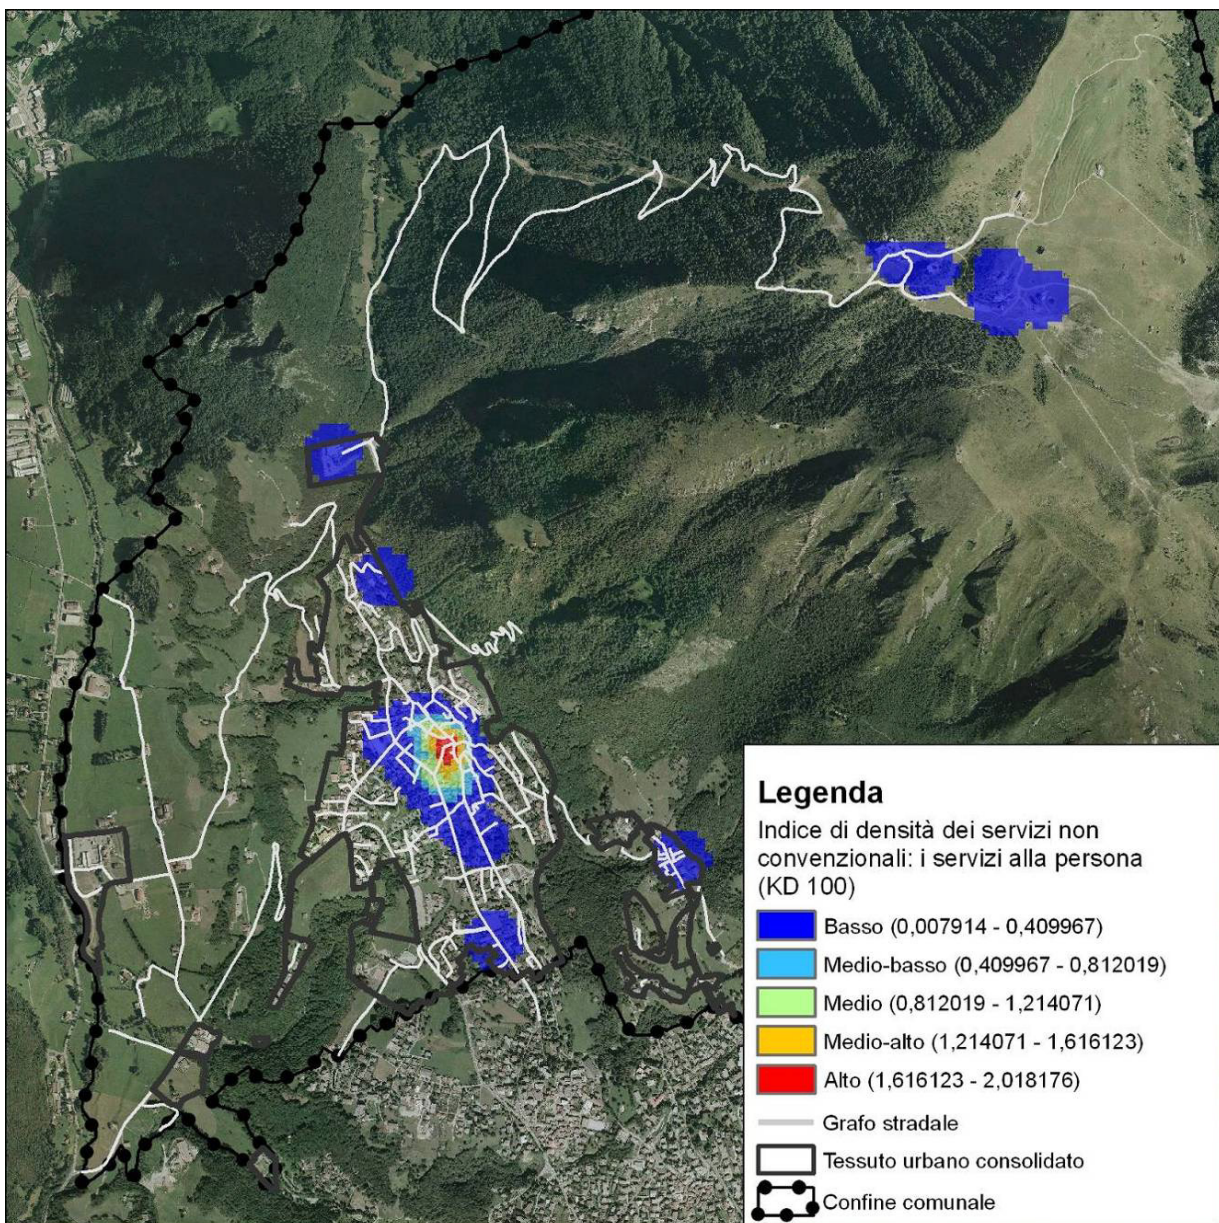 Legenda
Indice di densità dei servizi non
convenzionali: i servizi alla persona
(KD 100)
Basso (0,007914 - 0,409967)
Medio-basso (0,409967 - 0,812019)
Medio (0,812019 - 1,214071)
Medio-alto (1,214071 - 1,616123)
Alto (1,616123 - 2,018176)
Grafo stradale
Tessuto urbano consolidato
Confine comunale